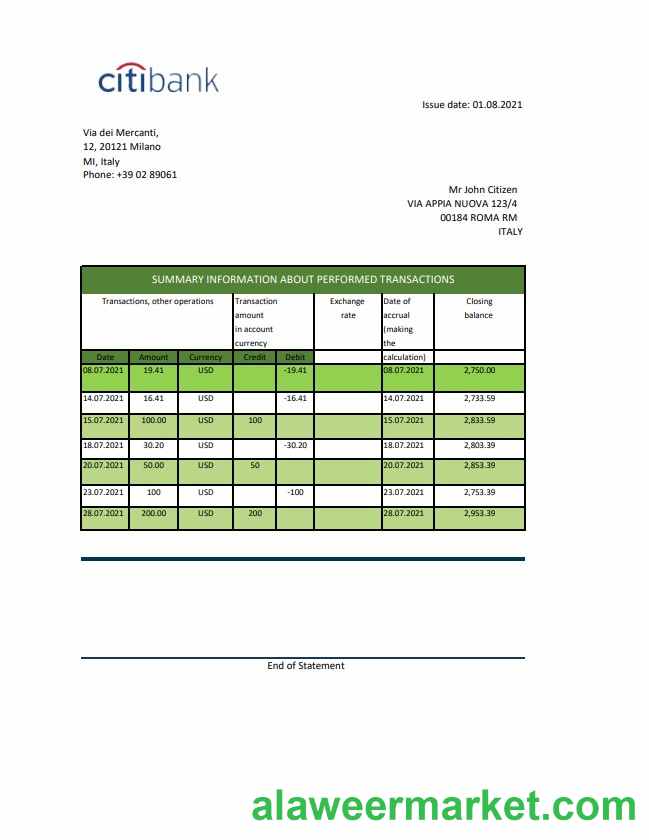 citibank
Issue date: 01.08.2021
Via dei Mercanti,
12, 20121 Milano
MI, Italy
Phone: +39 02 89061
Mr John Citizen
VIA APPIA NUOVA 123/4
00184 ROMA RM
ITALY
SUMMARY INFORMATION ABOUT PERFORMED TRANSACTIONS
Transactions, other operations Transaction Exchange Date of Closing
amount rate accrual balance
in account (making
currency the
Date Amount Currency Credit Debit calculation)
08.07.2021 19.41 USD -19.41 08.07.2021 2,750.00
14.07.2021 16.41 USD -16.41 14.07.2021 2,733.59
15.07.2021 100.00 USD 100 15.07.2021 2,833.59
18.07.2021 30.20 USD -30.20 18.07.2021 2,803.39
20.07.2021 50.00 USD 50 20.07.2021 2,853.39
23.07.2021 100 USD -100 23.07.2021 2,753.39
28.07.2021 200.00 USD 200 28.07.2021 2,953.39
End of Statement
alaweermarket.com